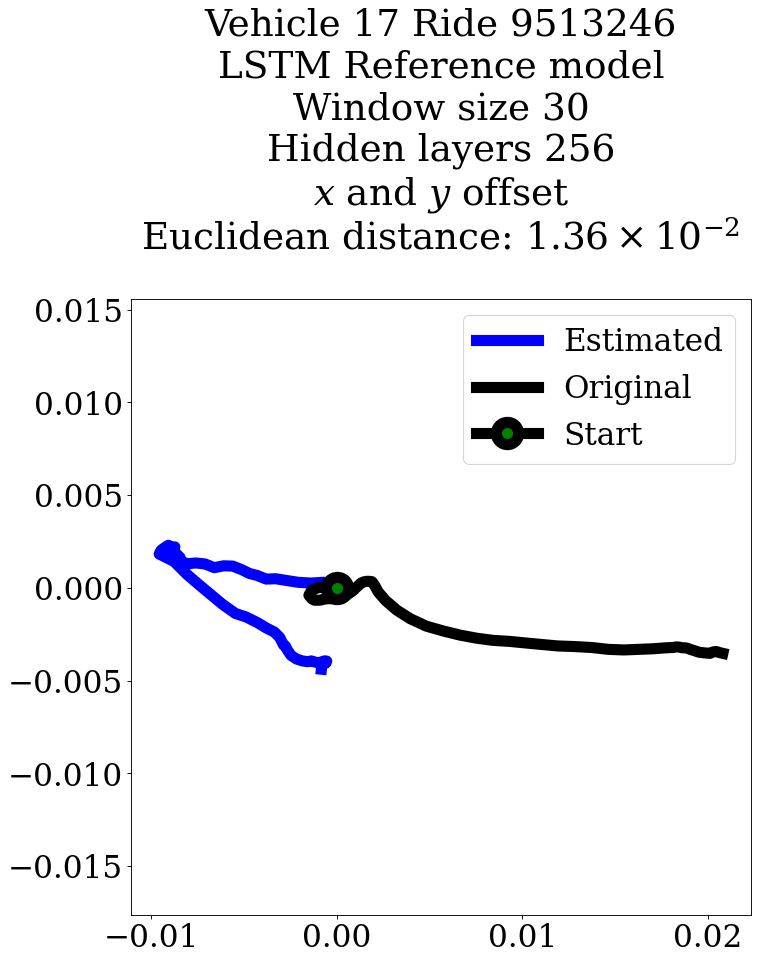 Vehicle 17 Ride 9513246
LSTM Reference model
Window size 30
Hidden layers 256
x and y offset
Euclidean distance: 1.36 × 10⁻²
Estimated
Original
Start
0.015
0.010
0.005
0.000
−0.005
−0.010
−0.015
−0.01
0.00
0.01
0.02